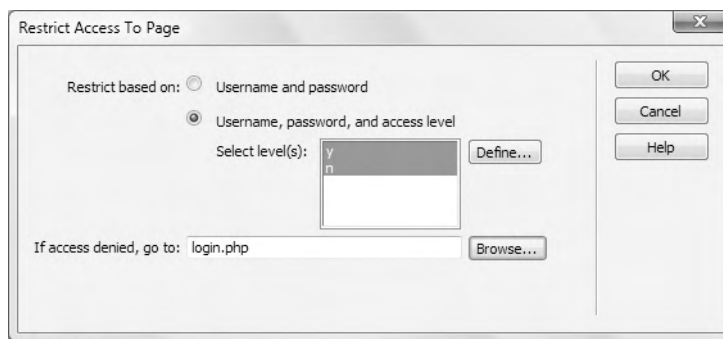 Restrict Access To Page
X
Restrict based on: Username and password
Username, password, and access level
Select level(s): y
n
Define...
If access denied, go to: login.php Browse...
OK
Cancel
Help